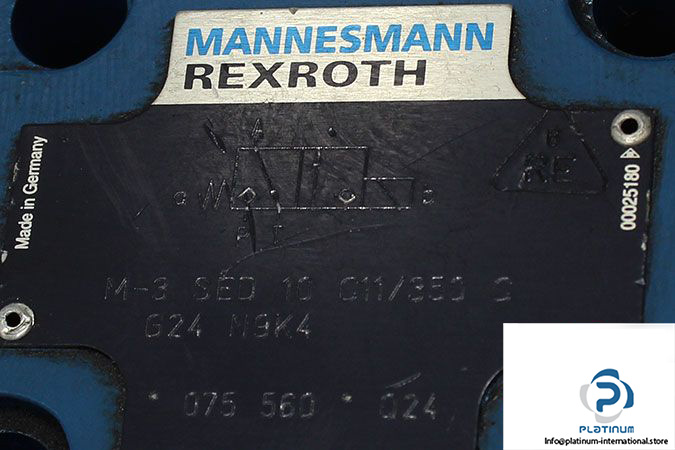 MANNESMANN
REXROTH
Made in Germany
A
a
P T
6
RE
00025180
M-3 SED 10 C11/350 C
G24 N9K4
* 075 560 * Q24
PLATINUM
Info@platinum-international.store